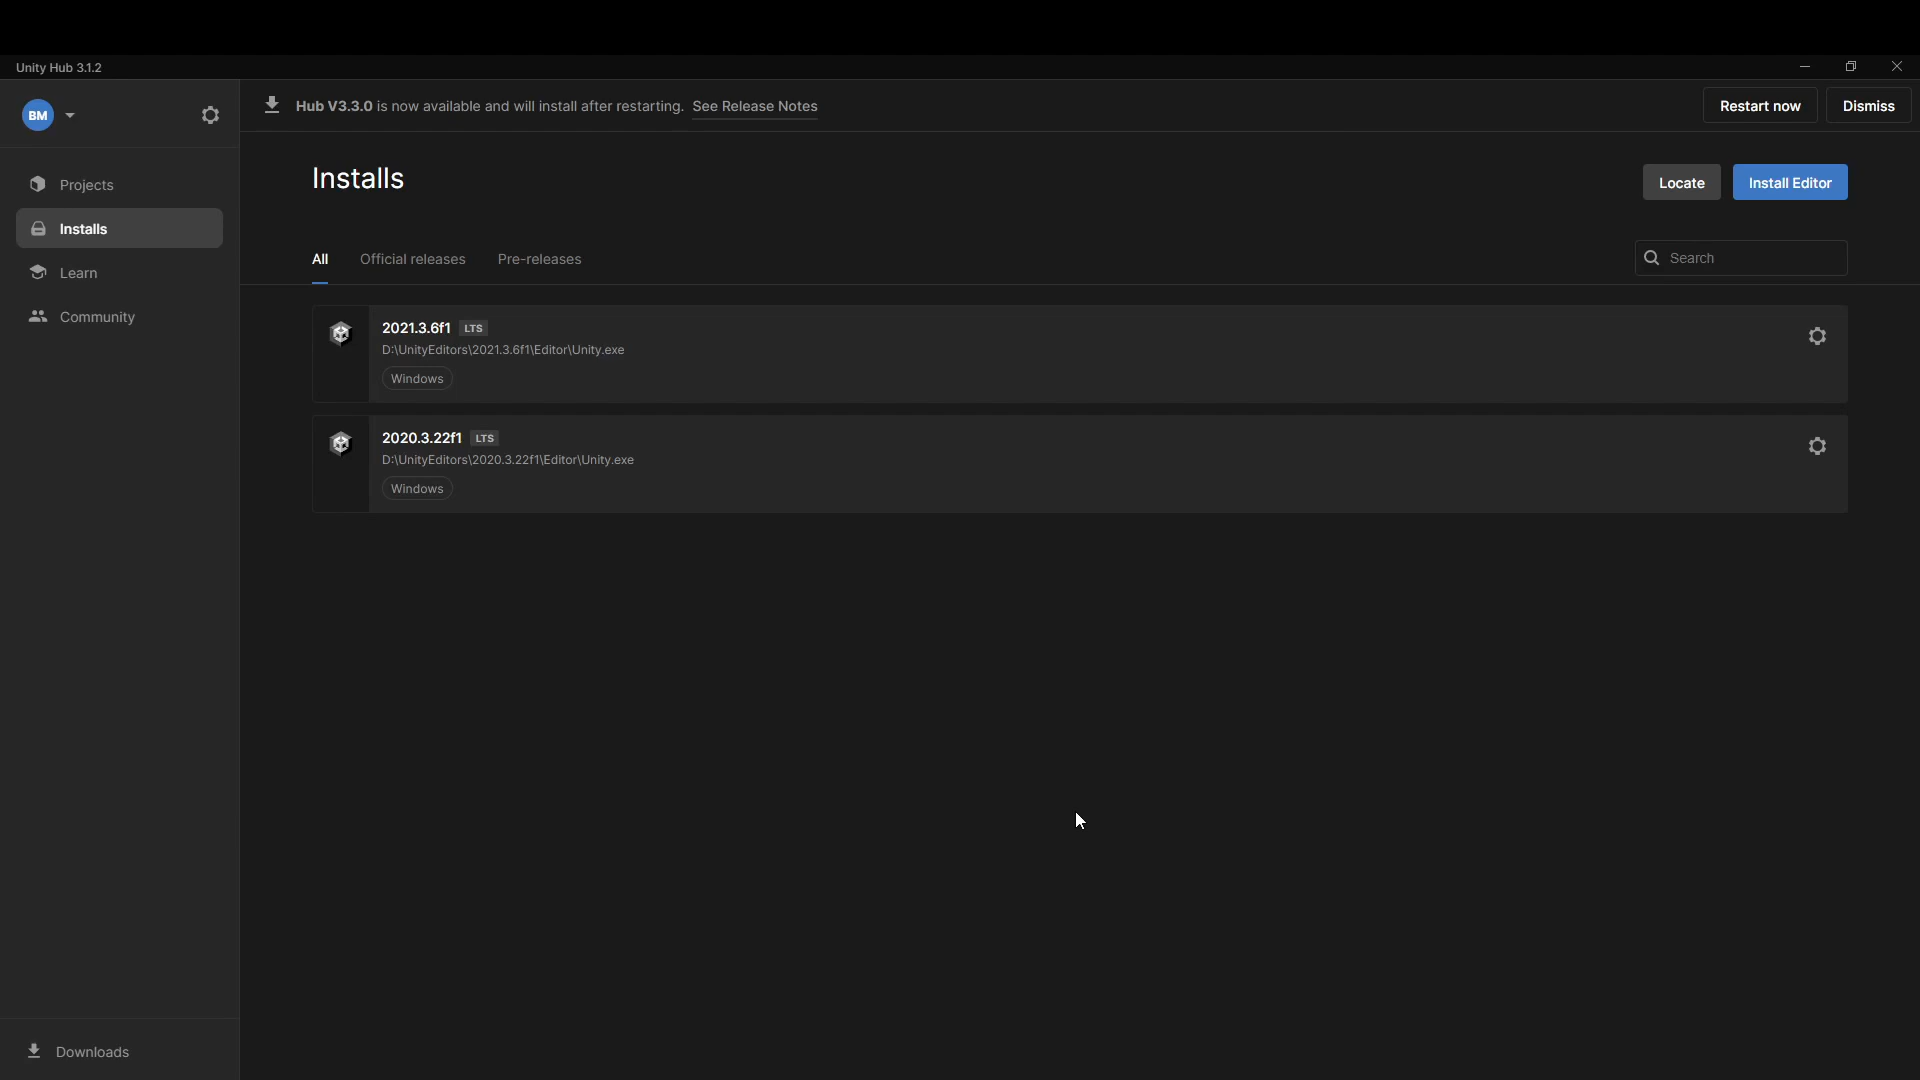 Unity Hub 3.1.2
BM
Hub V3.3.0 is now available and will install after restarting. See Release Notes
Restart now
Dismiss
Projects
Installs
Learn
Community
Downloads
Installs
Locate
Install Editor
All
Official releases
Pre-releases
Search
2021.3.6f1 LTS
D:\UnityEditors\2021.3.6f1\Editor\Unity.exe
Windows
2020.3.22f1 LTS
D:\UnityEditors\2020.3.22f1\Editor\Unity.exe
Windows